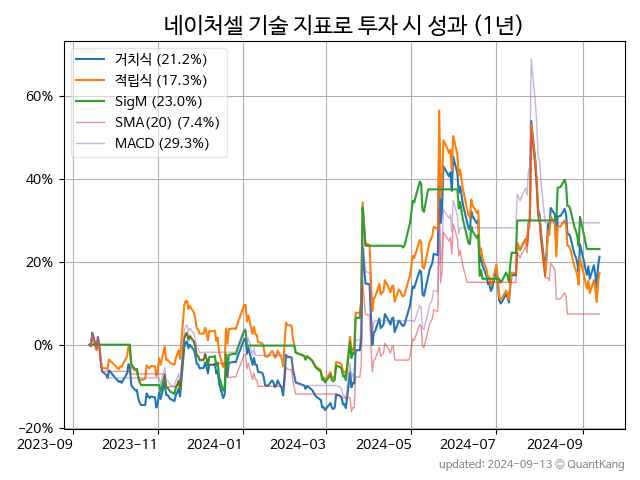 네이처셀 기술 지표로 투자 시 성과 (1년)
거치식 (21.2%)
적립식 (17.3%)
SigM (23.0%)
SMA(20) (7.4%)
MACD (29.3%)
60%
40%
20%
0%
−20%
2023-09
2023-11
2024-01
2024-03
2024-05
2024-07
2024-09
updated: 2024-09-13 © QuantKang